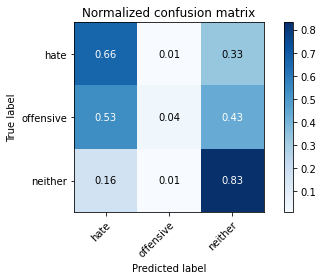 Normalized confusion matrix
True label
hate
0.66 0.01 0.33
offensive
0.53 0.04 0.43
neither
0.16 0.01 0.83
hate
offensive
neither
Predicted label
0.8
0.7
0.6
0.5
0.4
0.3
0.2
0.1